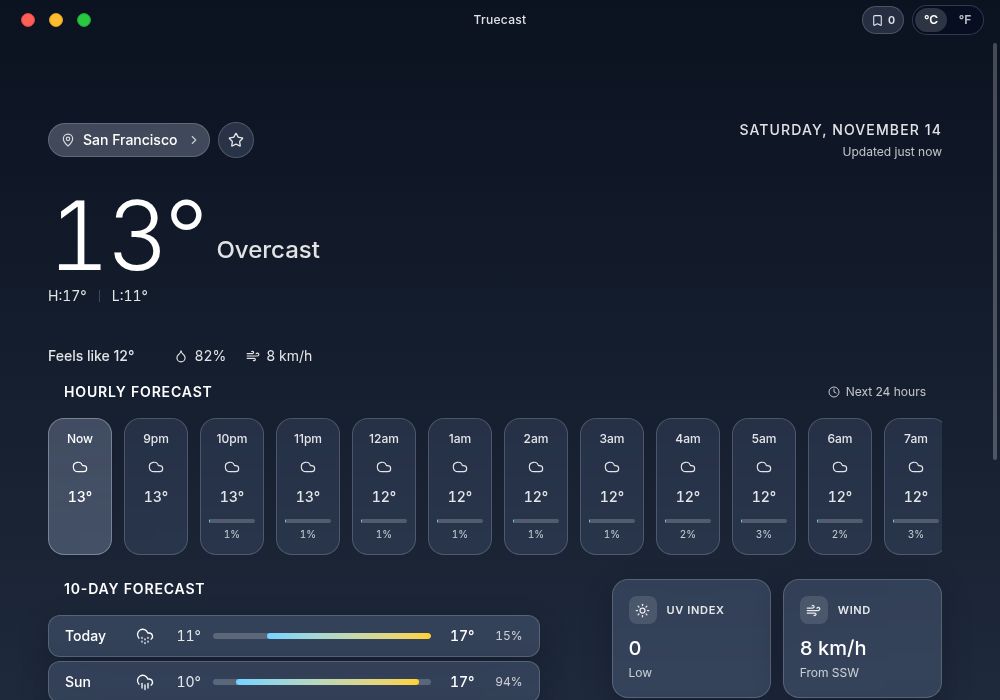 Truecast
0
°C °F
San Francisco
SATURDAY, NOVEMBER 14
Updated just now
13° Overcast
H:17° L:11°
Feels like 12° 82% 8 km/h
HOURLY FORECAST
Next 24 hours
Now 9pm 10pm 11pm 12am 1am 2am 3am 4am 5am 6am 7am
13° 13° 13° 13° 12° 12° 12° 12° 12° 12° 12° 12°
1% 1% 1% 1% 1% 1% 2% 3% 2% 3%
10-DAY FORECAST
Today 11° 17° 15%
Sun 10° 17° 94%
UV INDEX
0
Low
WIND
8 km/h
From SSW